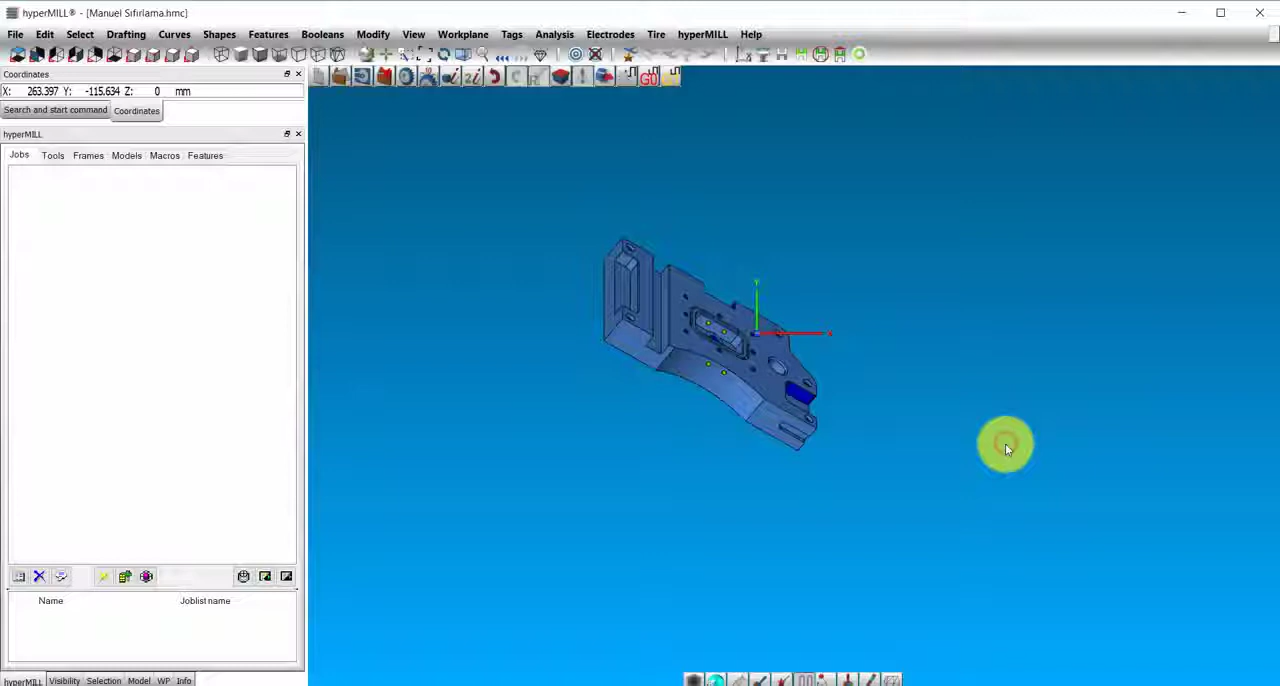 hyperMILL® - [Manuel Sıfırlama.hmc]
File Edit Select Drafting Curves Shapes Features Booleans Modify View Workplane Tags Analysis Electrodes Tire hyperMILL Help
Coordinates
X: 263.397 Y: -115.634 Z: 0 mm
Search and start command Coordinates
hyperMILL
Jobs Tools Frames Models Macros Features
Y
X
Name Joblist name
hyperMILL Visibility Selection Model WP Info